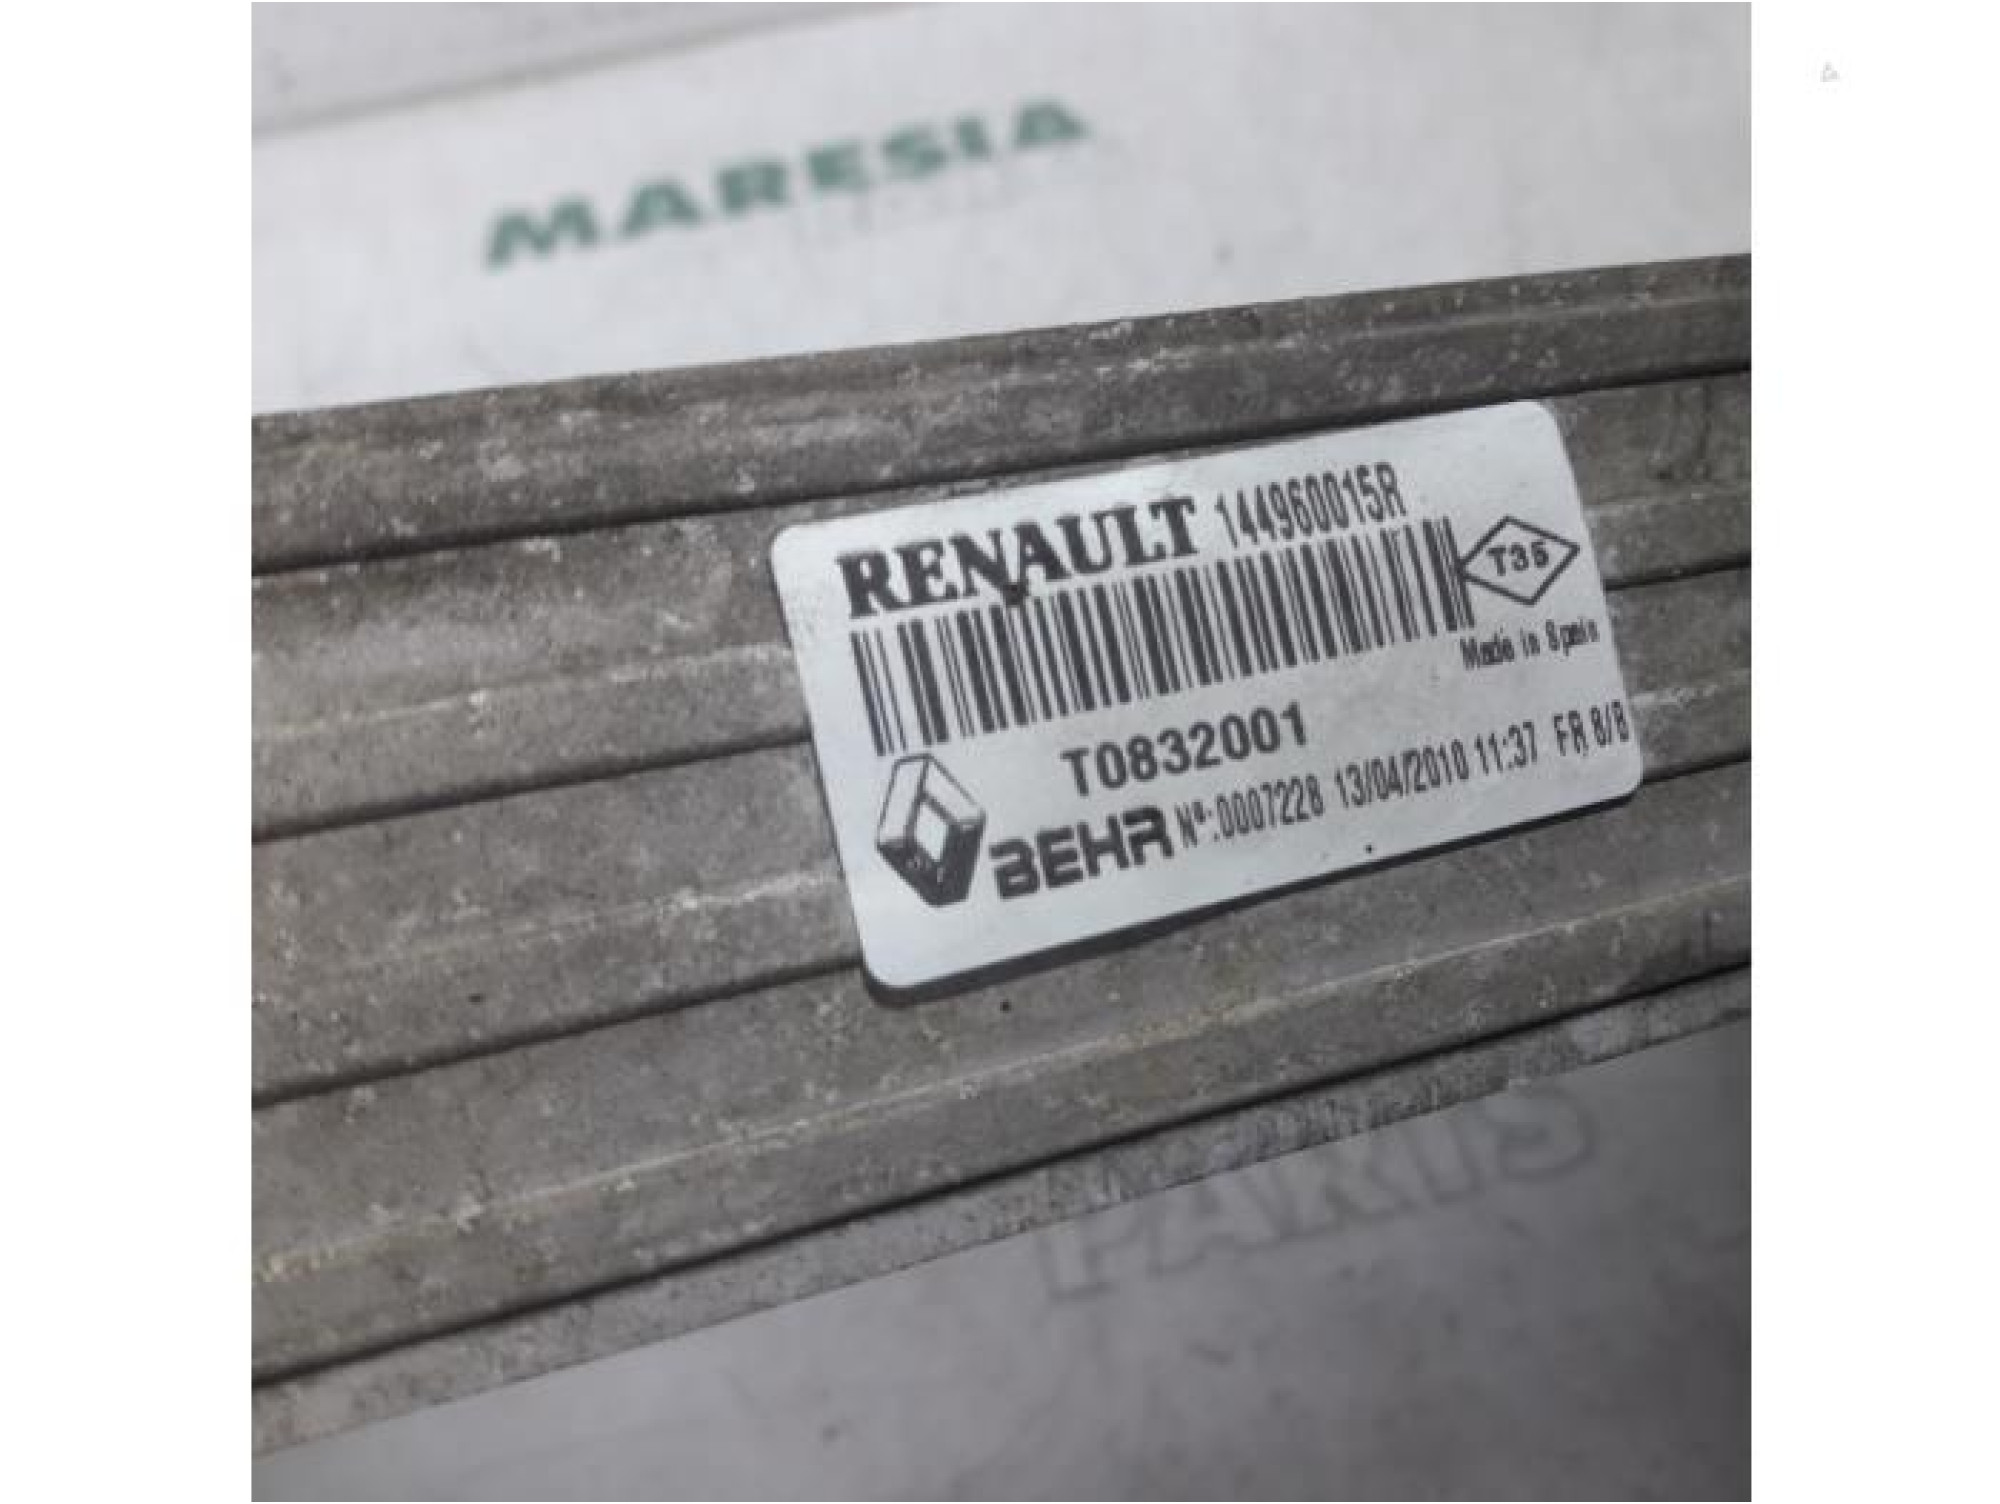 MARESIA
RENAULT 144960015R
T35
Made in Spain
T0832001
BEHR Nº:0007228 13/04/2010 11:37 FR 8/8
PARTS